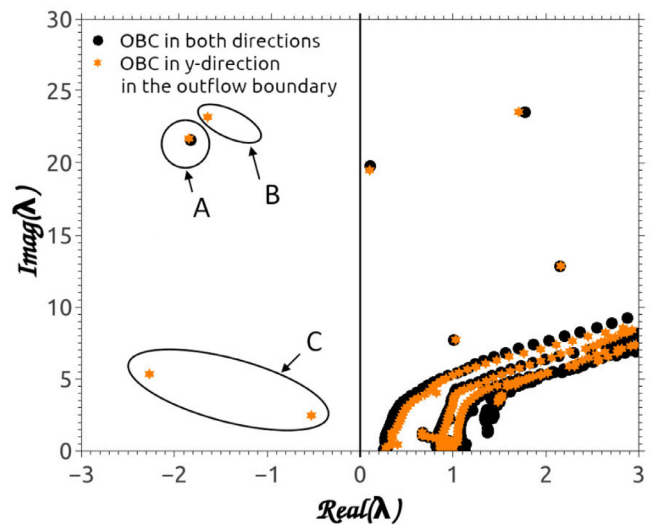 30
25
20
15
10
5
0
Imag(λ)
OBC in both directions
OBC in y-direction
in the outflow boundary
A
B
C
−3
−2
−1
0
1
2
3
Real(λ)